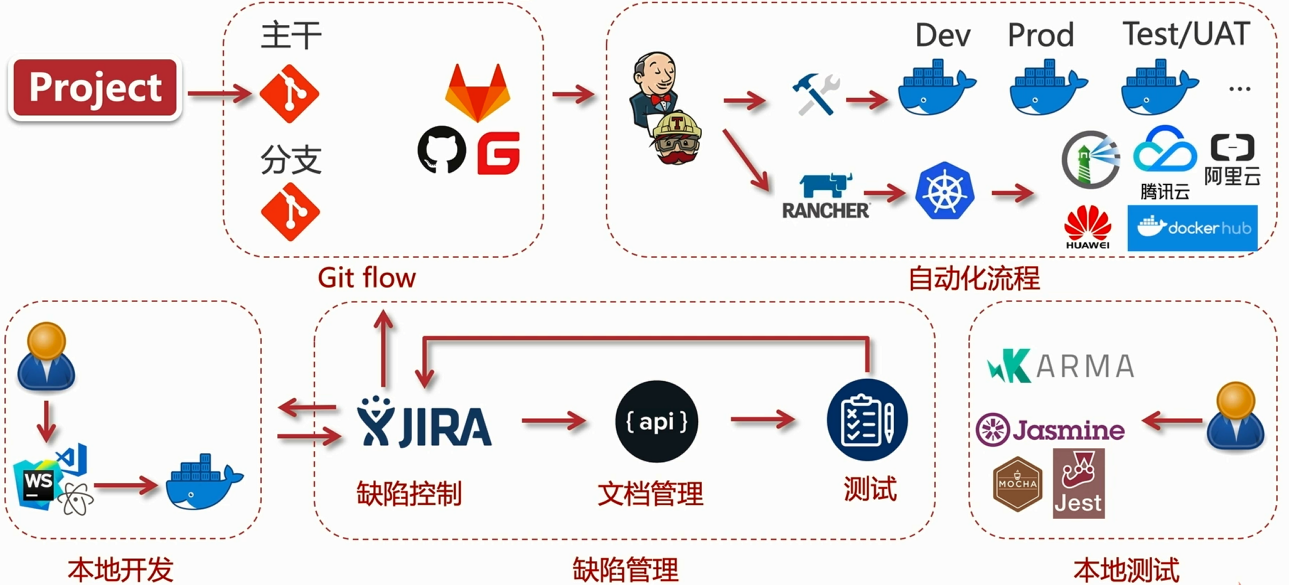 Project
主干
分支
Git flow
Dev
Prod
Test/UAT
...
T
RANCHER
腾讯云
阿里云
HUAWEI
docker hub
自动化流程
WS
本地开发
JIRA
缺陷控制
{api}
文档管理
测试
缺陷管理
KARMA
Jasmine
MOCHA
Jest
本地测试